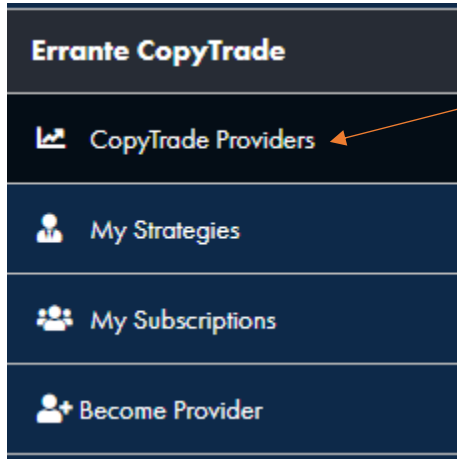 Errante CopyTrade
CopyTrade Providers
My Strategies
My Subscriptions
Become Provider